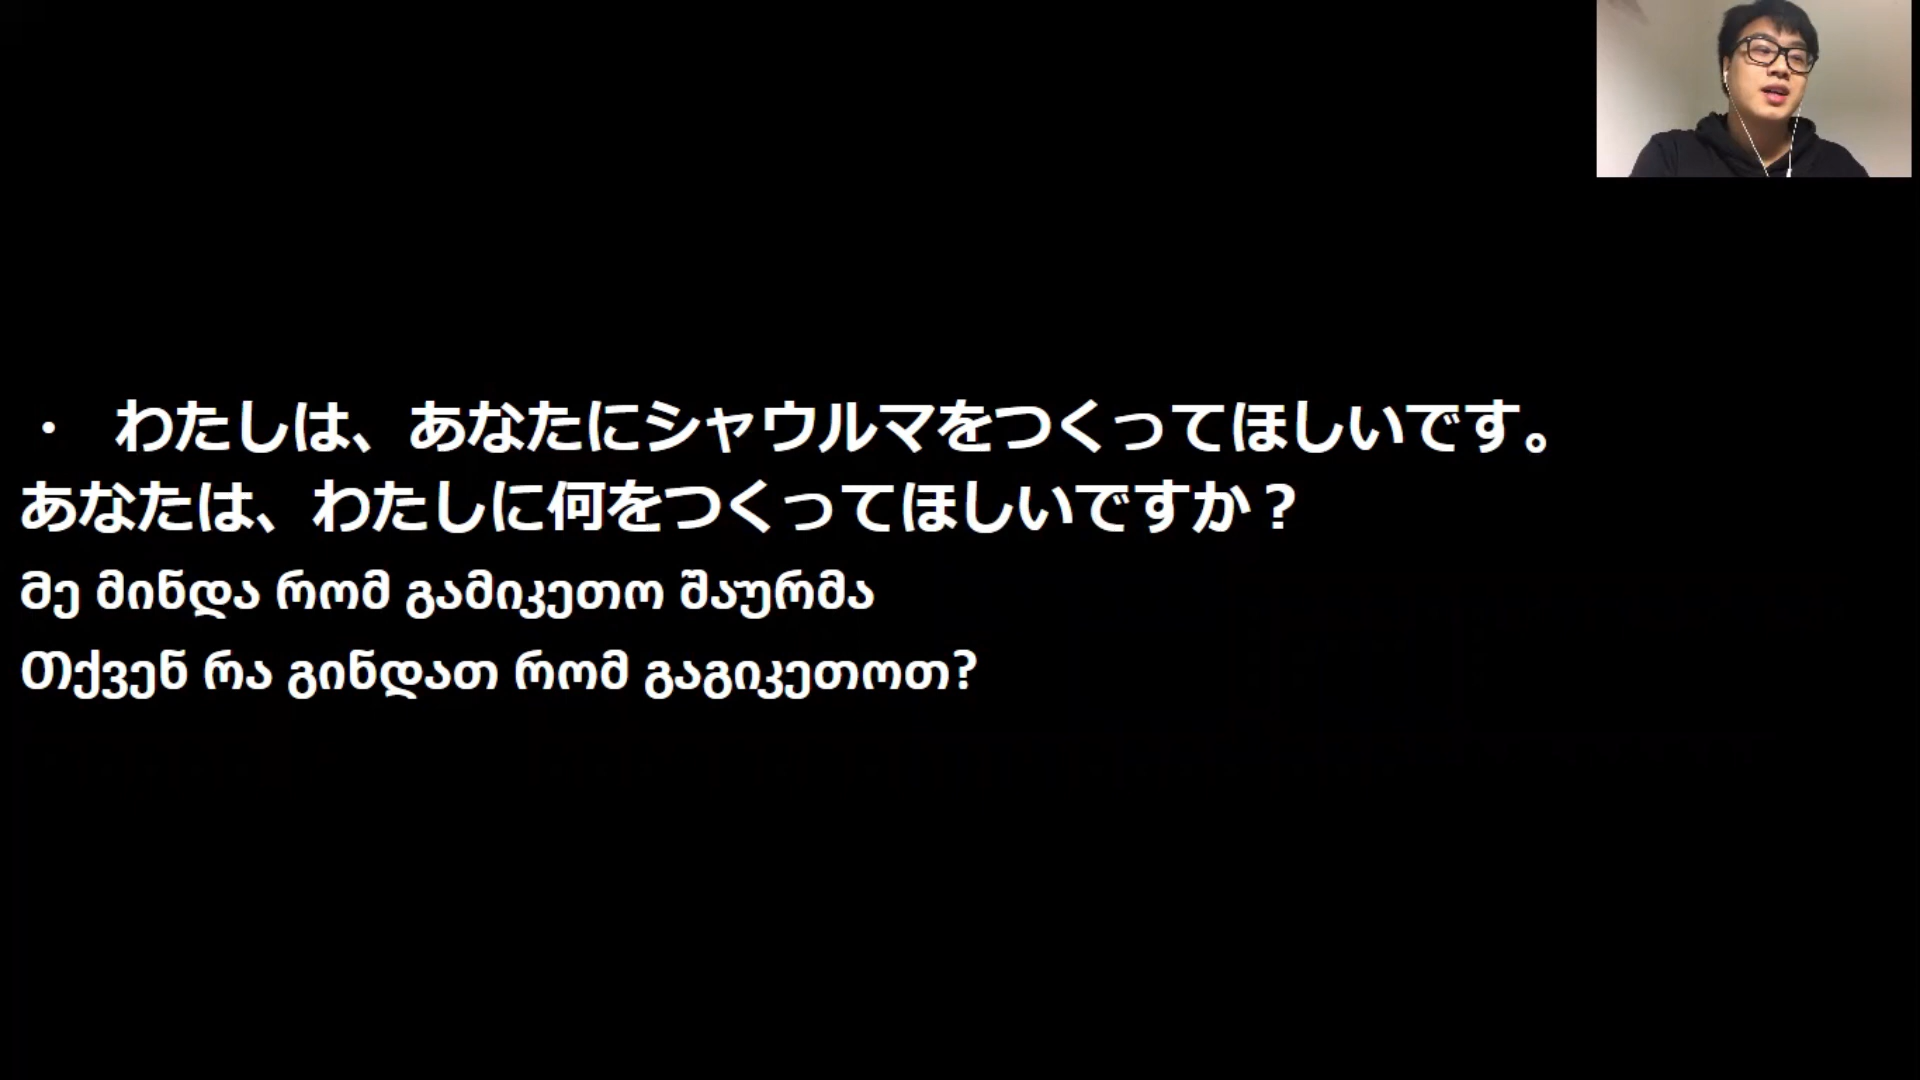 ・ わたしは、あなたにシャウルマをつくってほしいです。
あなたは、わたしに何をつくってほしいですか？
მე მინდა რომ გამიკეთო შაურმა
თქვენ რა გინდათ რომ გაგიკეთოთ?